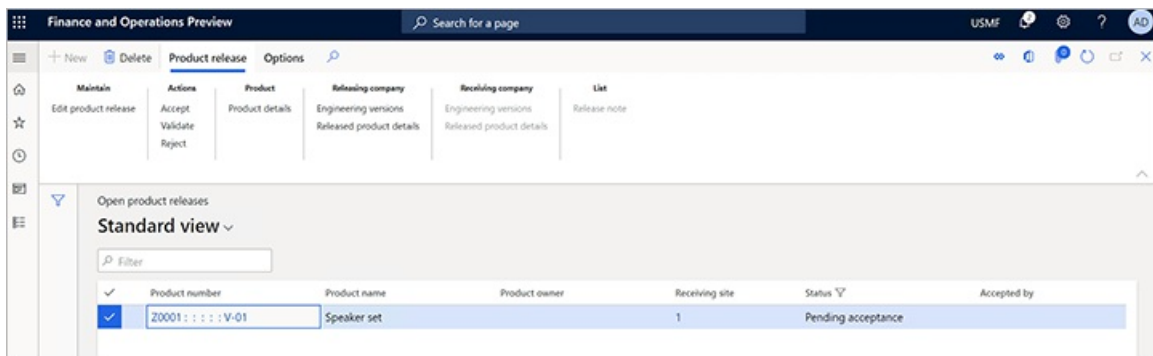 Finance and Operations Preview
Search for a page
USMF
2
?
AD
New Delete Product release Options
Maintain Actions Product Releasing company Receiving company List
Edit product release Accept Product details Engineering versions Engineering versions Release note
Validate Released product details Released product details
Reject
Open product releases
Standard view
Filter
Product number Product name Product owner Receiving site Status Accepted by
Z0001 : : : : : V-01 Speaker set 1 Pending acceptance